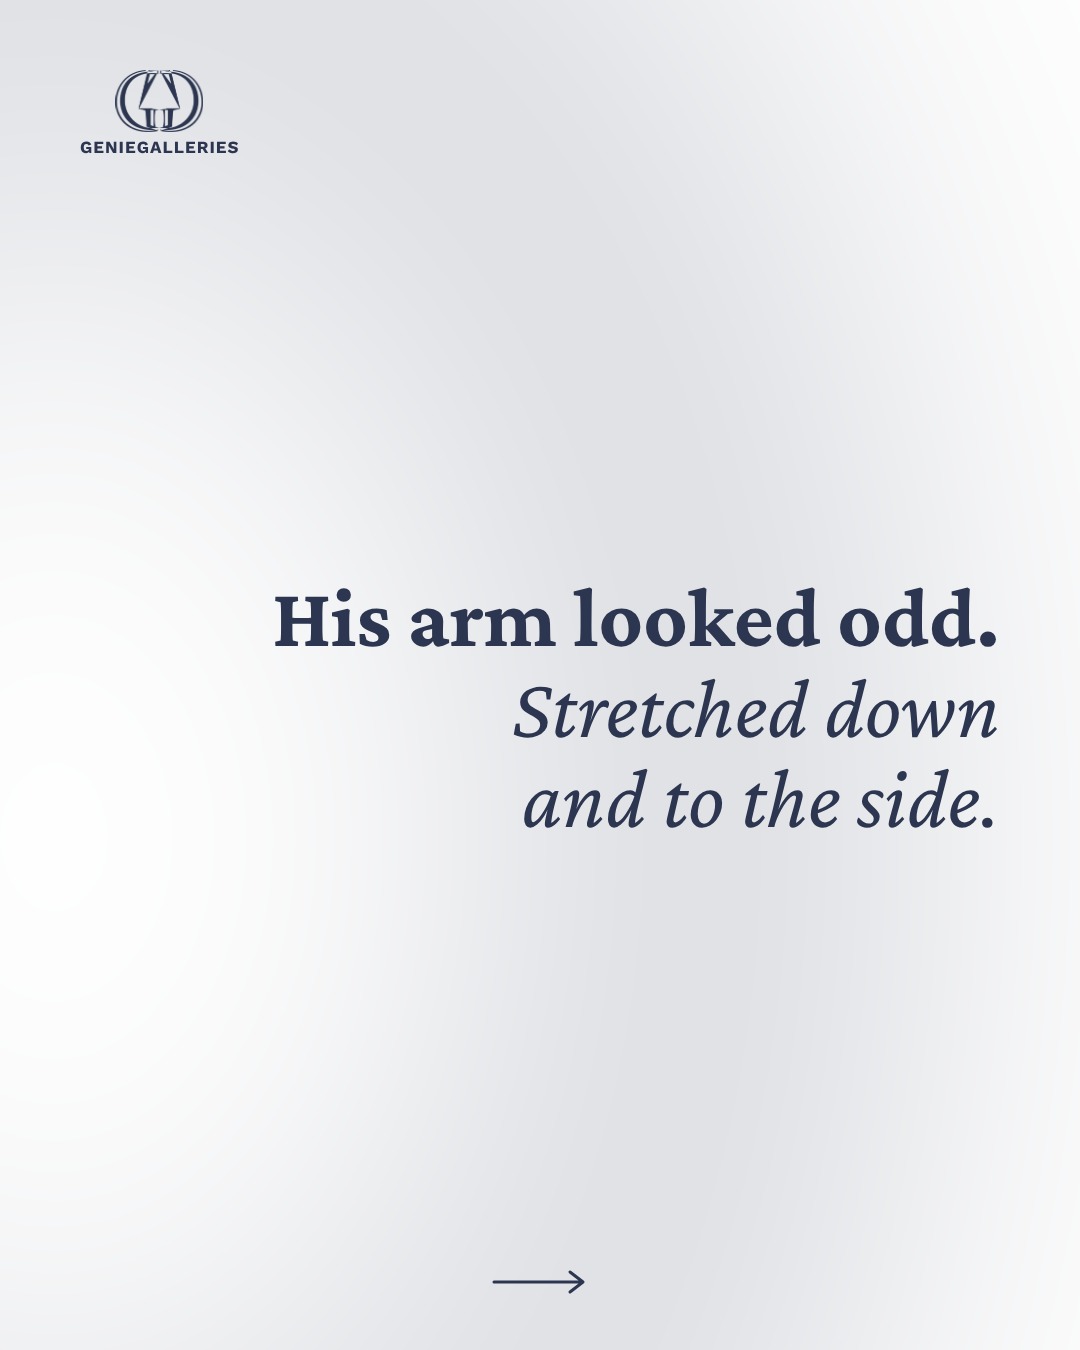 GENIEGALLERIES
His arm looked odd.
Stretched down
and to the side.